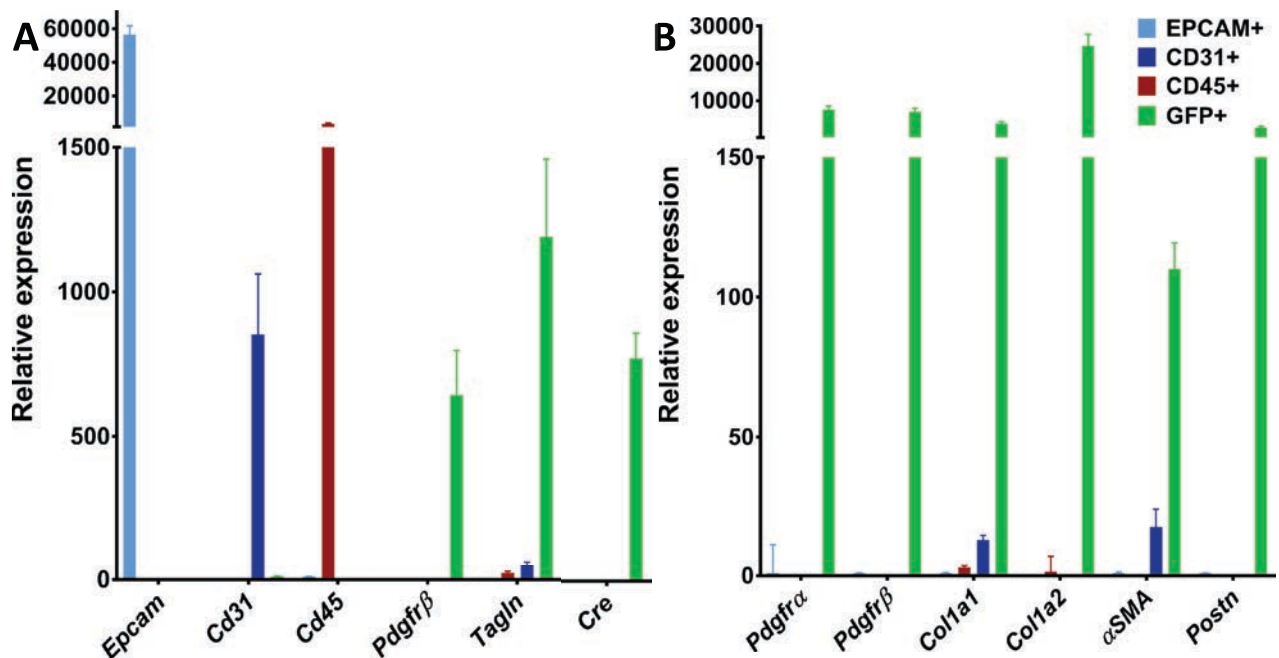 A
Relative expression
60000
40000
20000
1500
1000
500
0
Epcam
Cd31
Cd45
Pdgfrβ
Tagln
Cre
B
Relative expression
30000
20000
10000
150
100
50
0
Pdgfrα
Pdgfrβ
Col1a1
Col1a2
αSMA
Postn
EPCAM+
CD31+
CD45+
GFP+